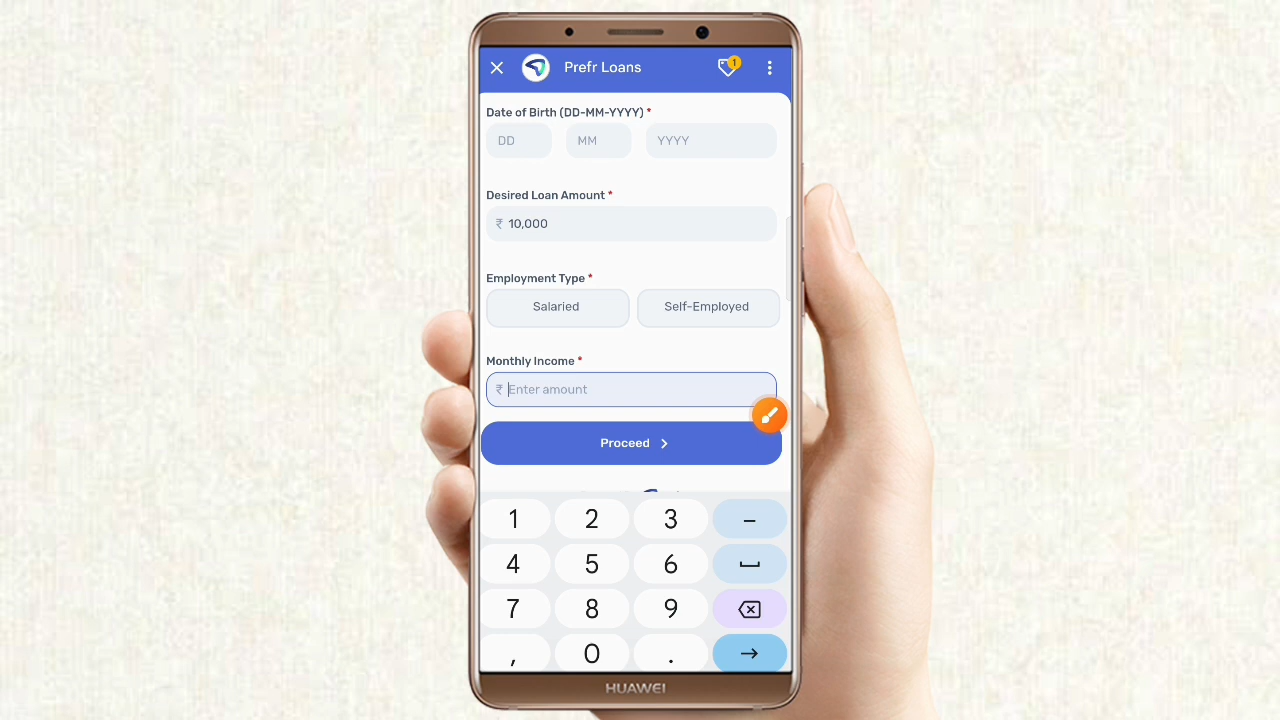 Prefr Loans
1
Date of Birth (DD-MM-YYYY) *
DD MM YYYY
Desired Loan Amount *
₹ 10,000
Employment Type *
Salaried Self-Employed
Monthly Income *
₹ Enter amount
Proceed
1 2 3 –
4 5 6
7 8 9
, 0 .
HUAWEI